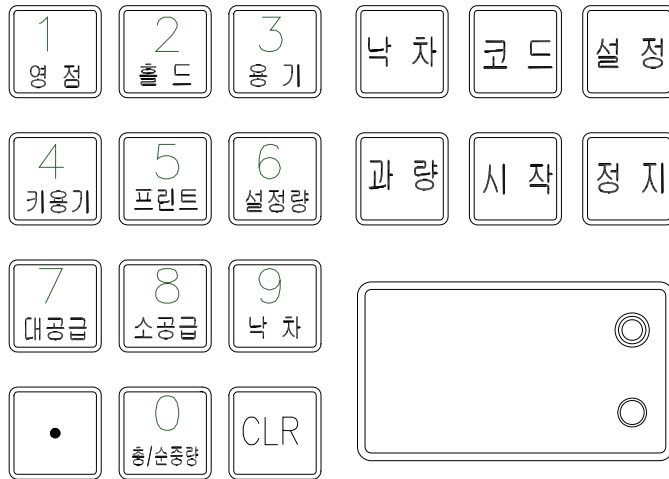 1 2 3
영 점 홀 드 용 기 낙 차 코 드 설 정
4 5 6
키용기 프린트 설정량 과 량 시 작 정 지
7 8 9
대공급 소공급 낙 차
• 0 CLR
총/순중량